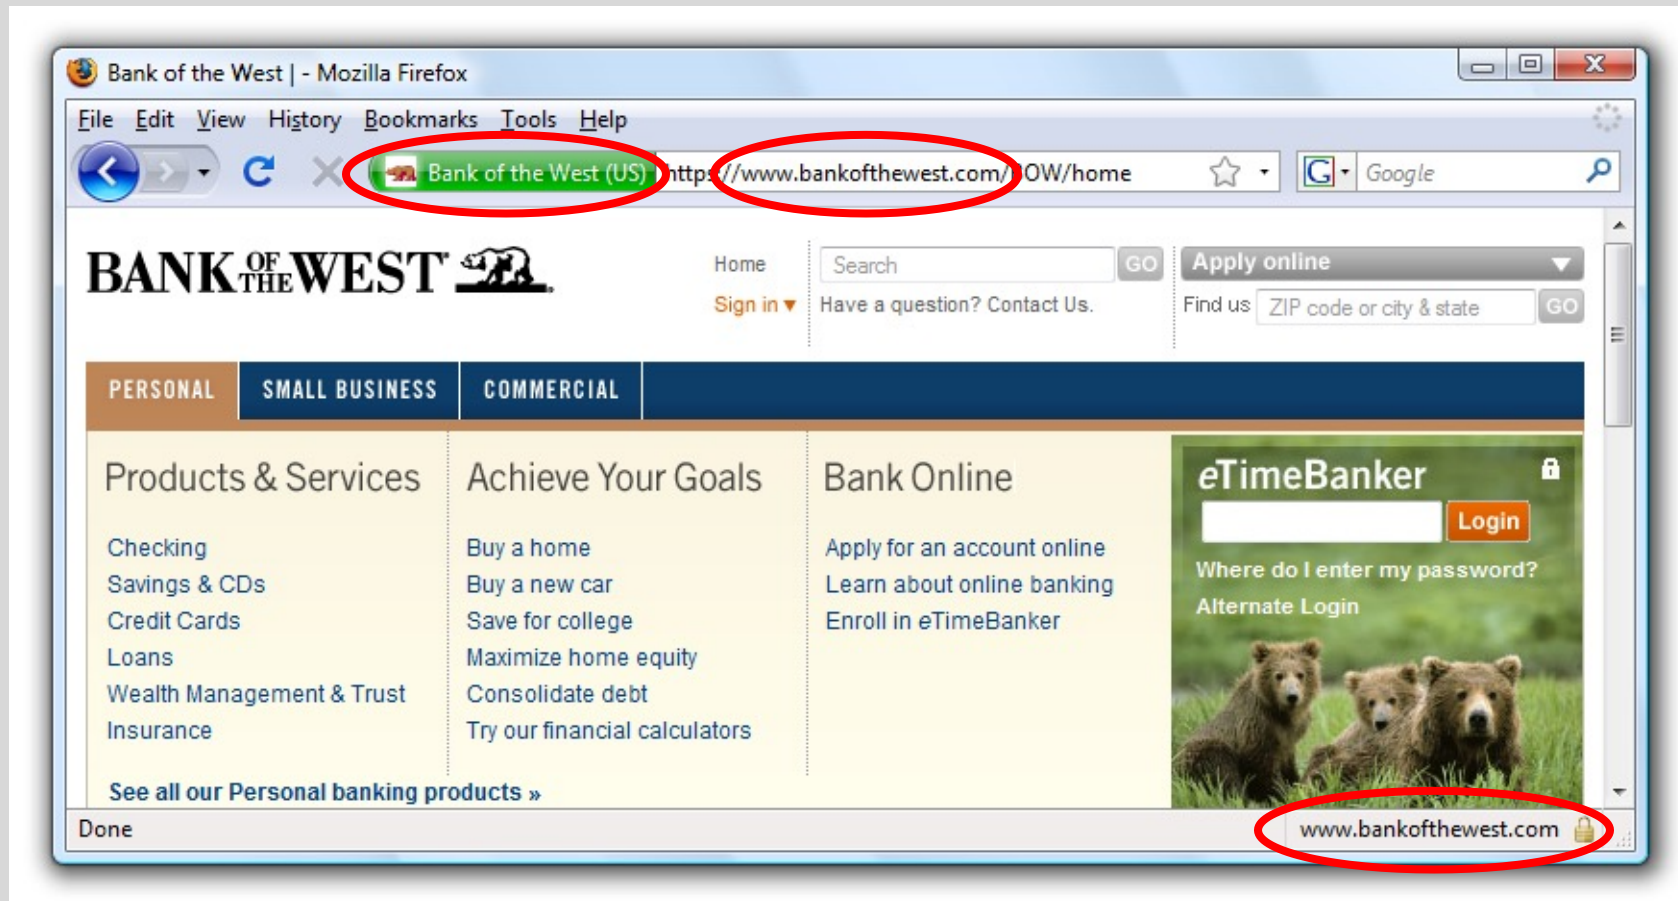 Bank of the West | - Mozilla Firefox
File Edit View History Bookmarks Tools Help
Bank of the West (US) https://www.bankofthewest.com/BOW/home G Google
BANK OF THE WEST
Home Search GO Apply online
Sign in ▾ Have a question? Contact Us. Find us ZIP code or city & state GO
PERSONAL SMALL BUSINESS COMMERCIAL
Products & Services
Checking
Savings & CDs
Credit Cards
Loans
Wealth Management & Trust
Insurance
See all our Personal banking products »
Achieve Your Goals
Buy a home
Buy a new car
Save for college
Maximize home equity
Consolidate debt
Try our financial calculators
Bank Online
Apply for an account online
Learn about online banking
Enroll in eTimeBanker
eTimeBanker
Login
Where do I enter my password?
Alternate Login
Done www.bankofthewest.com